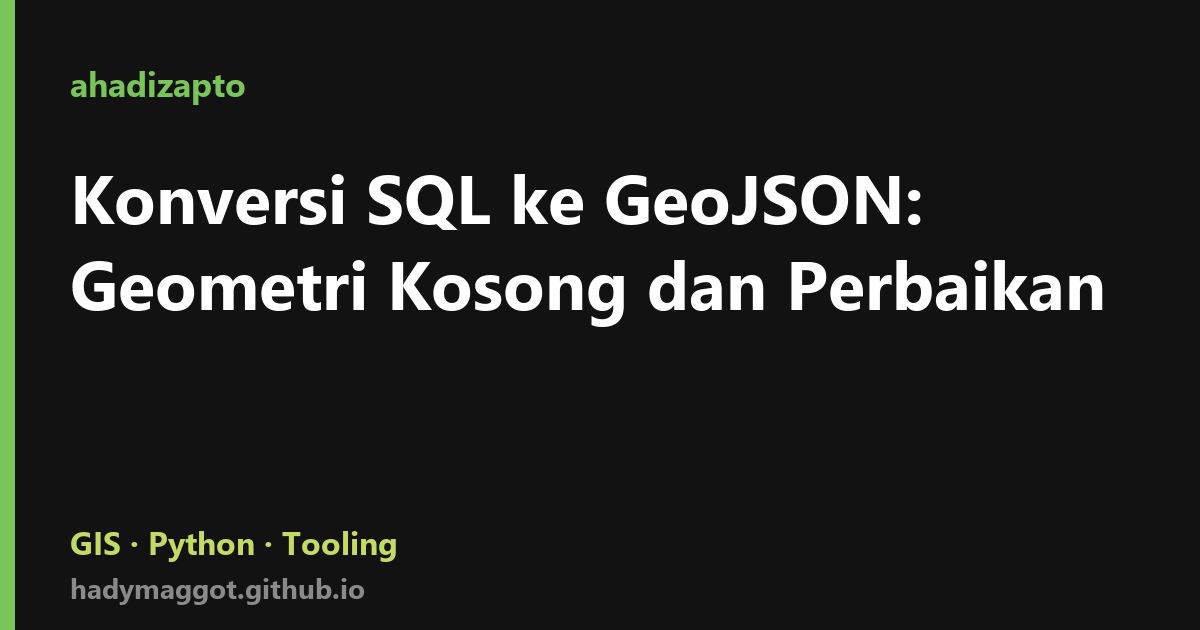 ahadizapto
Konversi SQL ke GeoJSON:
Geometri Kosong dan Perbaikan
GIS · Python · Tooling
hadymaggot.github.io